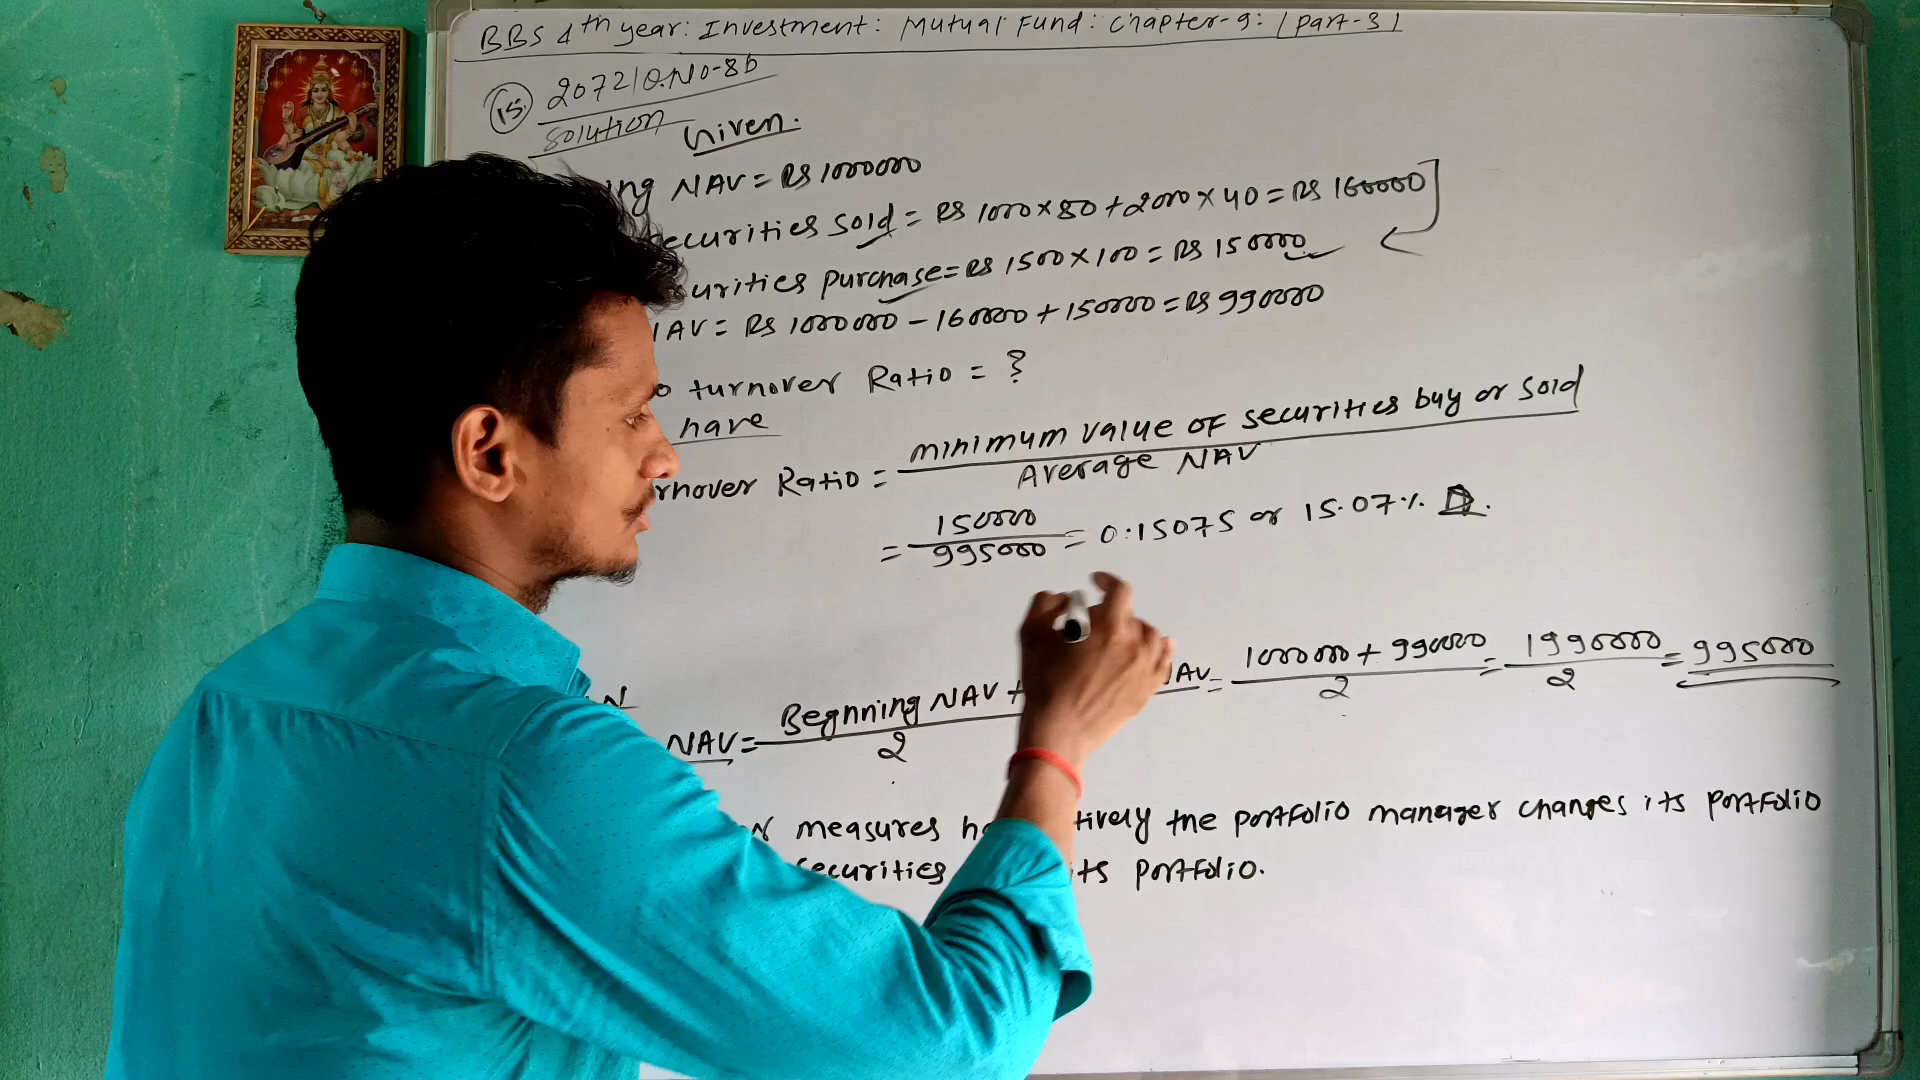 BBS 4th year: Investment: Mutual Fund: Chapter-9: (part-3)
15. 2072/Q.No-8b
Solution Given.
ing NAV = Rs 1000000
ecurities sold = Rs 1000 × 80 + 2000 × 40 = Rs 160000
urities purchase = Rs 1500 × 100 = Rs 150000
NAV = Rs 1000000 - 160000 + 150000 = Rs 990000
o turnover Ratio = ?
have
rnover Ratio = minimum value of securities buy or sold
Average NAV
= 150000 / 995000 = 0.15075 or 15.07%.
N
NAV = Begnning NAV + NAV / 2 = 1000000 + 990000 / 2 = 1990000 / 2 = 995000
measures h tively the portfolio manager changes its portfolio
securities its portfolio.